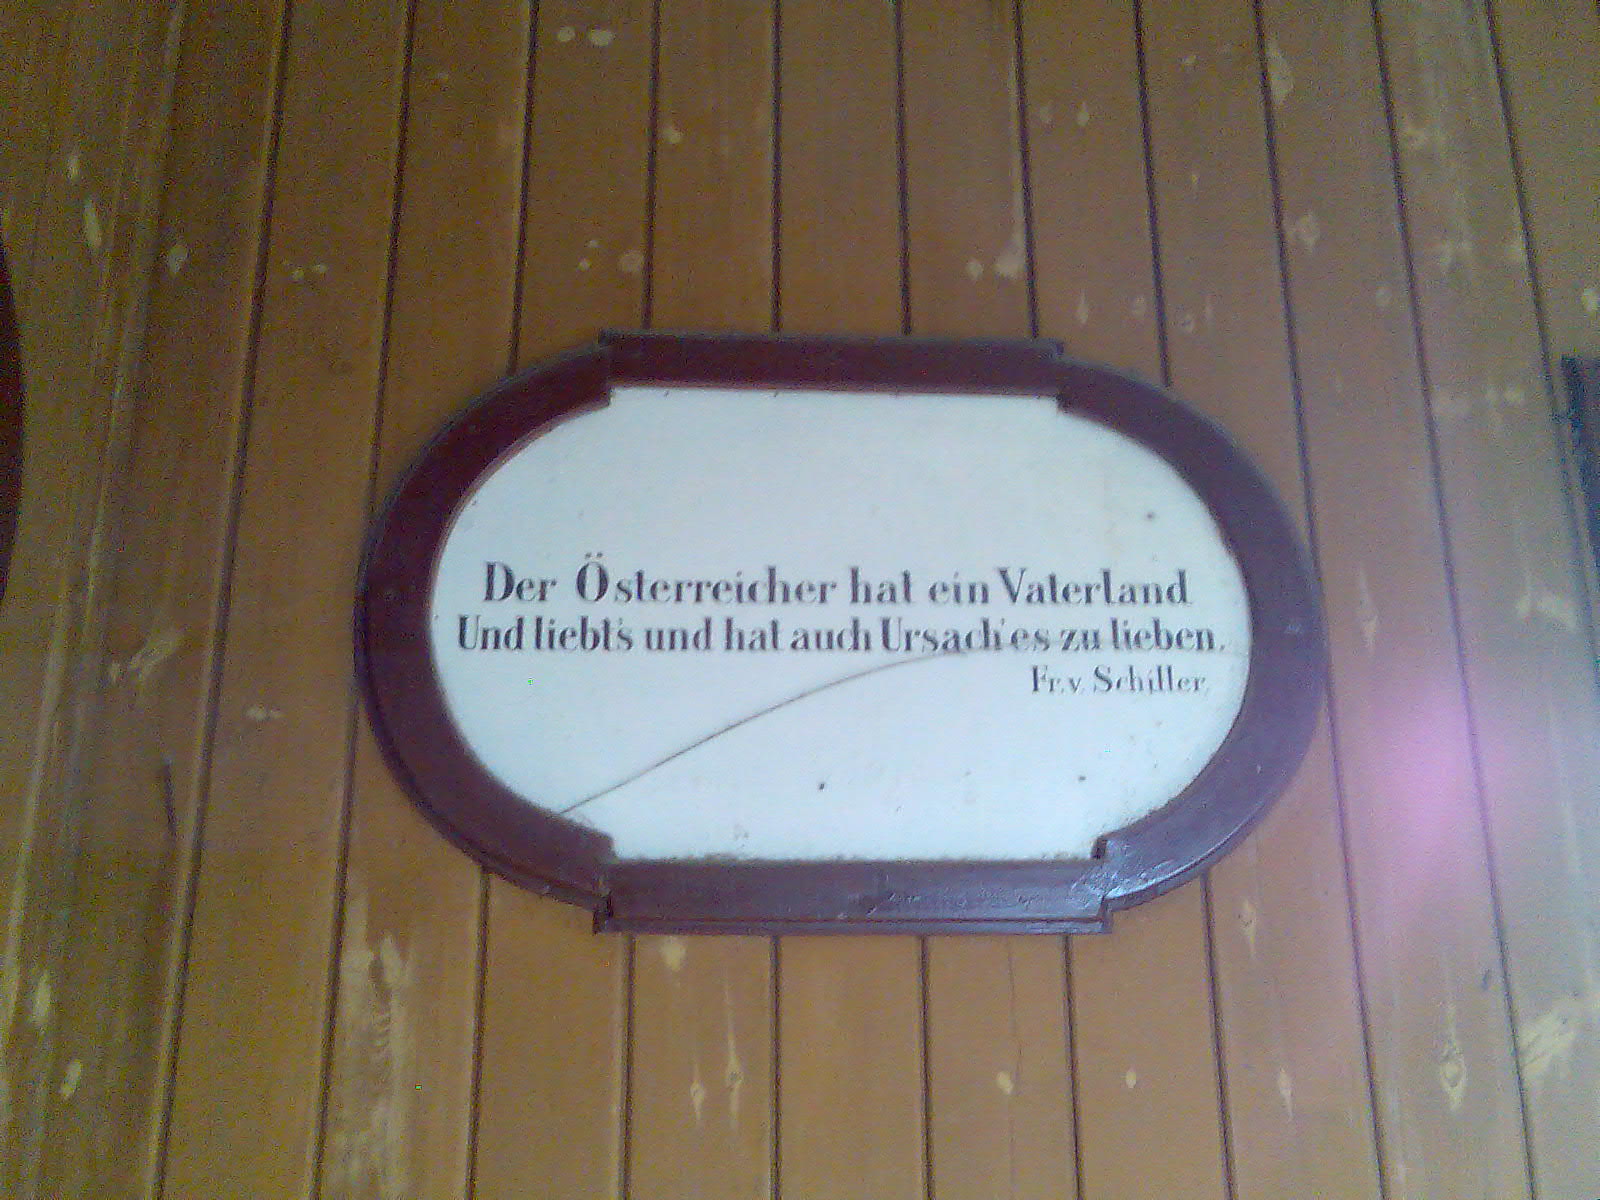 Der Österreicher hat ein Vaterland
Und liebt's und hat auch Ursach' es zu lieben.
Fr. v. Schiller.